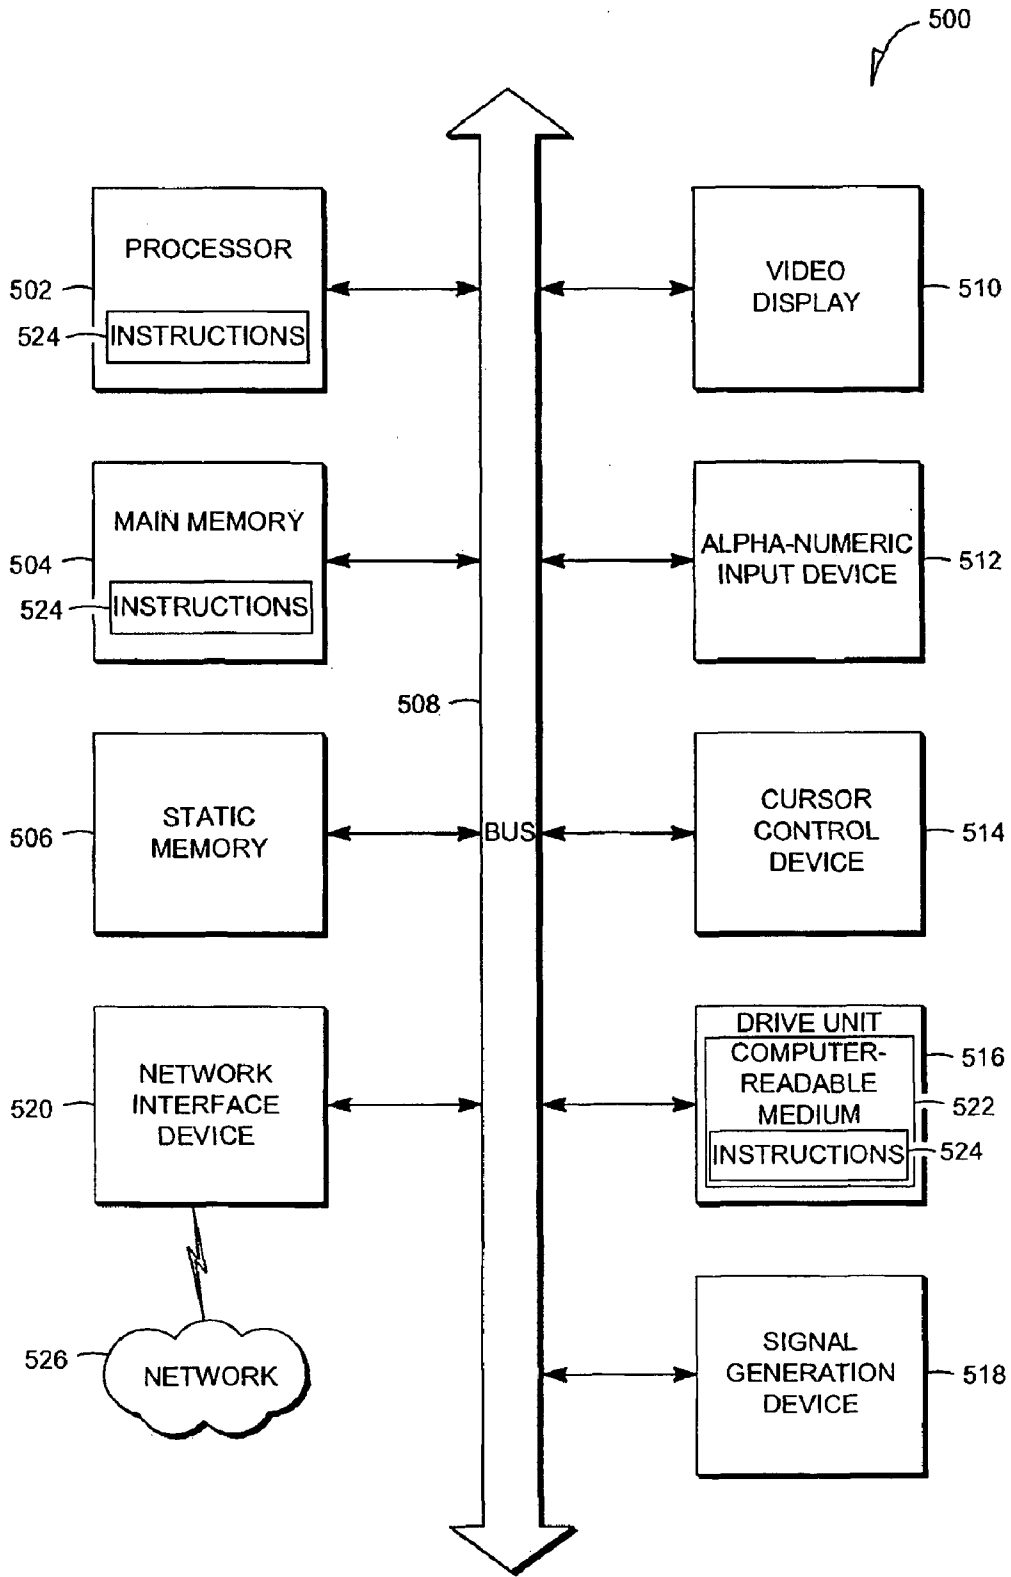 500
PROCESSOR
502
524
INSTRUCTIONS
VIDEO
DISPLAY
510
MAIN MEMORY
504
524
INSTRUCTIONS
ALPHA-NUMERIC
INPUT DEVICE
512
508
STATIC
MEMORY
506
BUS
CURSOR
CONTROL
DEVICE
514
NETWORK
INTERFACE
DEVICE
520
DRIVE UNIT
COMPUTER-
READABLE
MEDIUM
516
522
INSTRUCTIONS
524
526
NETWORK
SIGNAL
GENERATION
DEVICE
518